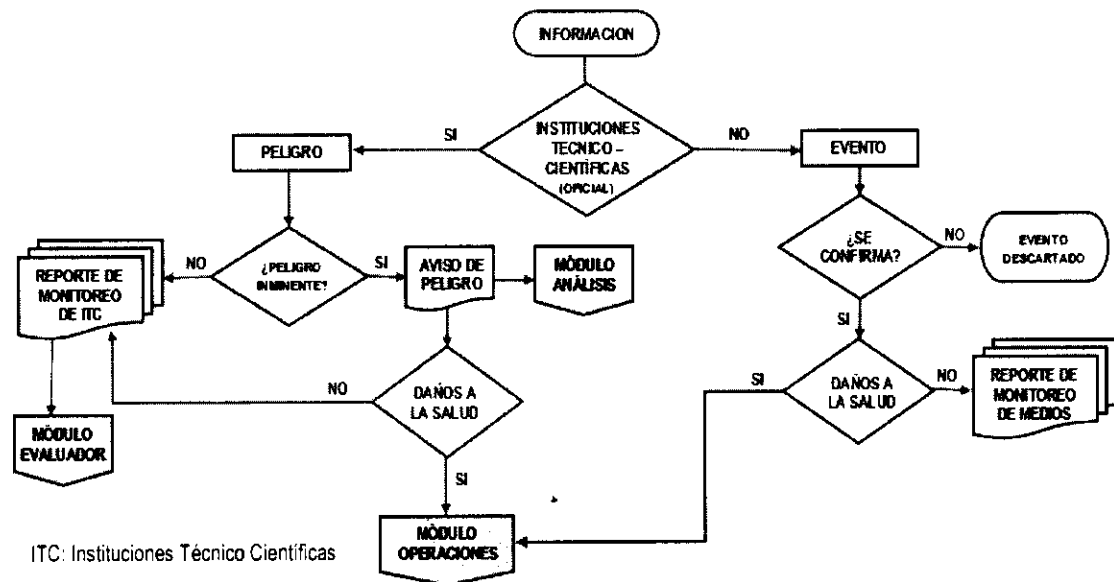 INFORMACION
SI
INSTITUCIONES
TECNICO –
CIENTÍFICAS
(OFICIAL)
NO
PELIGRO
EVENTO
REPORTE DE
MONITOREO
DE ITC
NO
¿PELIGRO
INMINENTE?
SI
AVISO DE
PELIGRO
MÓDULO
ANÁLISIS
¿SE
CONFIRMA?
NO
EVENTO
DESCARTADO
SI
NO
DAÑOS A
LA SALUD
SI
DAÑOS A
LA SALUD
NO
REPORTE DE
MONITOREO
DE MEDIOS
MÓDULO
EVALUADOR
SI
MÓDULO
OPERACIONES
ITC: Instituciones Técnico Científicas